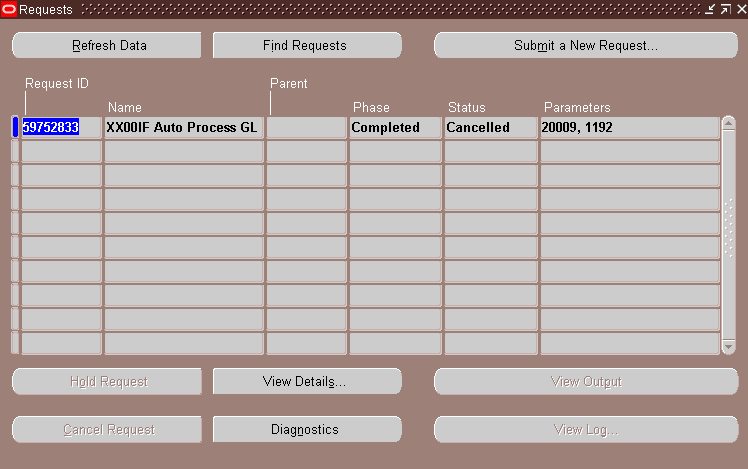 Requests
Refresh Data
Find Requests
Submit a New Request...
Request ID
Parent
Name
Phase
Status
Parameters
59752833
XX00IF Auto Process GL
Completed
Cancelled
20009, 1192
Hold Request
View Details...
View Output
Cancel Request
Diagnostics
View Log...